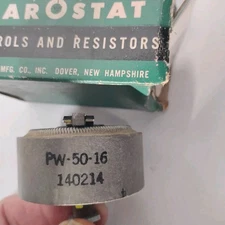 AROSTAT
ROLS AND RESISTORS
MFG. CO., INC. DOVER, NEW HAMPSHIRE
PW-50-16
140214